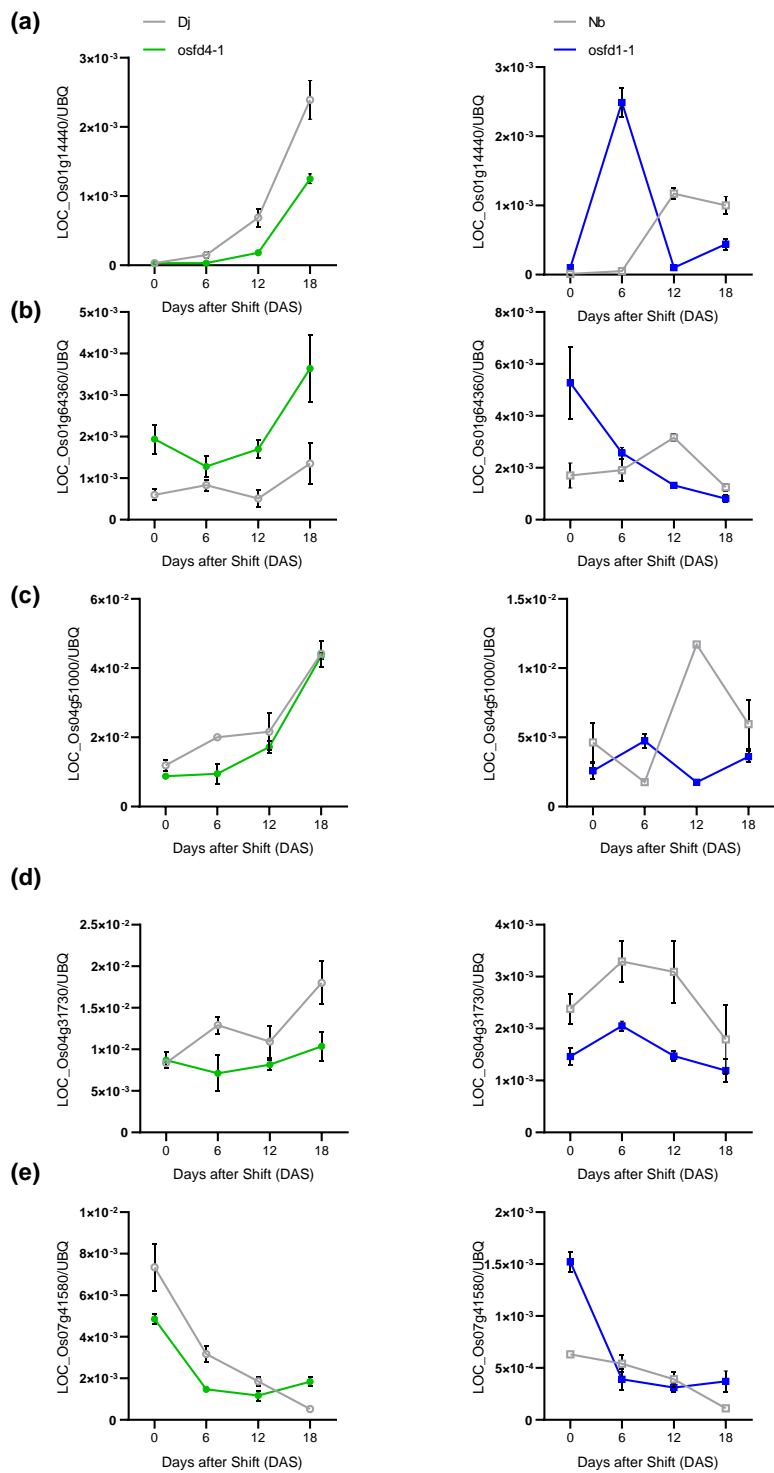 (a)
Dj
osfd4-1
Nb
osfd1-1
LOC_Os01g14440/UBQ
3×10⁻³
2×10⁻³
1×10⁻³
0
0 6 12 18
Days after Shift (DAS)
LOC_Os01g14440/UBQ
3×10⁻³
2×10⁻³
1×10⁻³
0
0 6 12 18
Days after Shift (DAS)
(b)
LOC_Os01g64360/UBQ
5×10⁻³
4×10⁻³
3×10⁻³
2×10⁻³
1×10⁻³
0
0 6 12 18
Days after Shift (DAS)
LOC_Os01g64360/UBQ
8×10⁻³
6×10⁻³
4×10⁻³
2×10⁻³
0
0 6 12 18
Days after Shift (DAS)
(c)
LOC_Os04g51000/UBQ
6×10⁻²
4×10⁻²
2×10⁻²
0
0 6 12 18
Days after Shift (DAS)
LOC_Os04g51000/UBQ
1.5×10⁻²
1×10⁻²
5×10⁻³
0
0 6 12 18
Days after Shift (DAS)
(d)
LOC_Os04g31730/UBQ
2.5×10⁻²
2×10⁻²
1.5×10⁻²
1×10⁻²
5×10⁻³
0
0 6 12 18
Days after Shift (DAS)
LOC_Os04g31730/UBQ
4×10⁻³
3×10⁻³
2×10⁻³
1×10⁻³
0
0 6 12 18
Days after Shift (DAS)
(e)
LOC_Os07g41580/UBQ
1×10⁻²
8×10⁻³
6×10⁻³
4×10⁻³
2×10⁻³
0
0 6 12 18
Days after Shift (DAS)
LOC_Os07g41580/UBQ
2×10⁻³
1.5×10⁻³
1×10⁻³
5×10⁻⁴
0
0 6 12 18
Days after Shift (DAS)